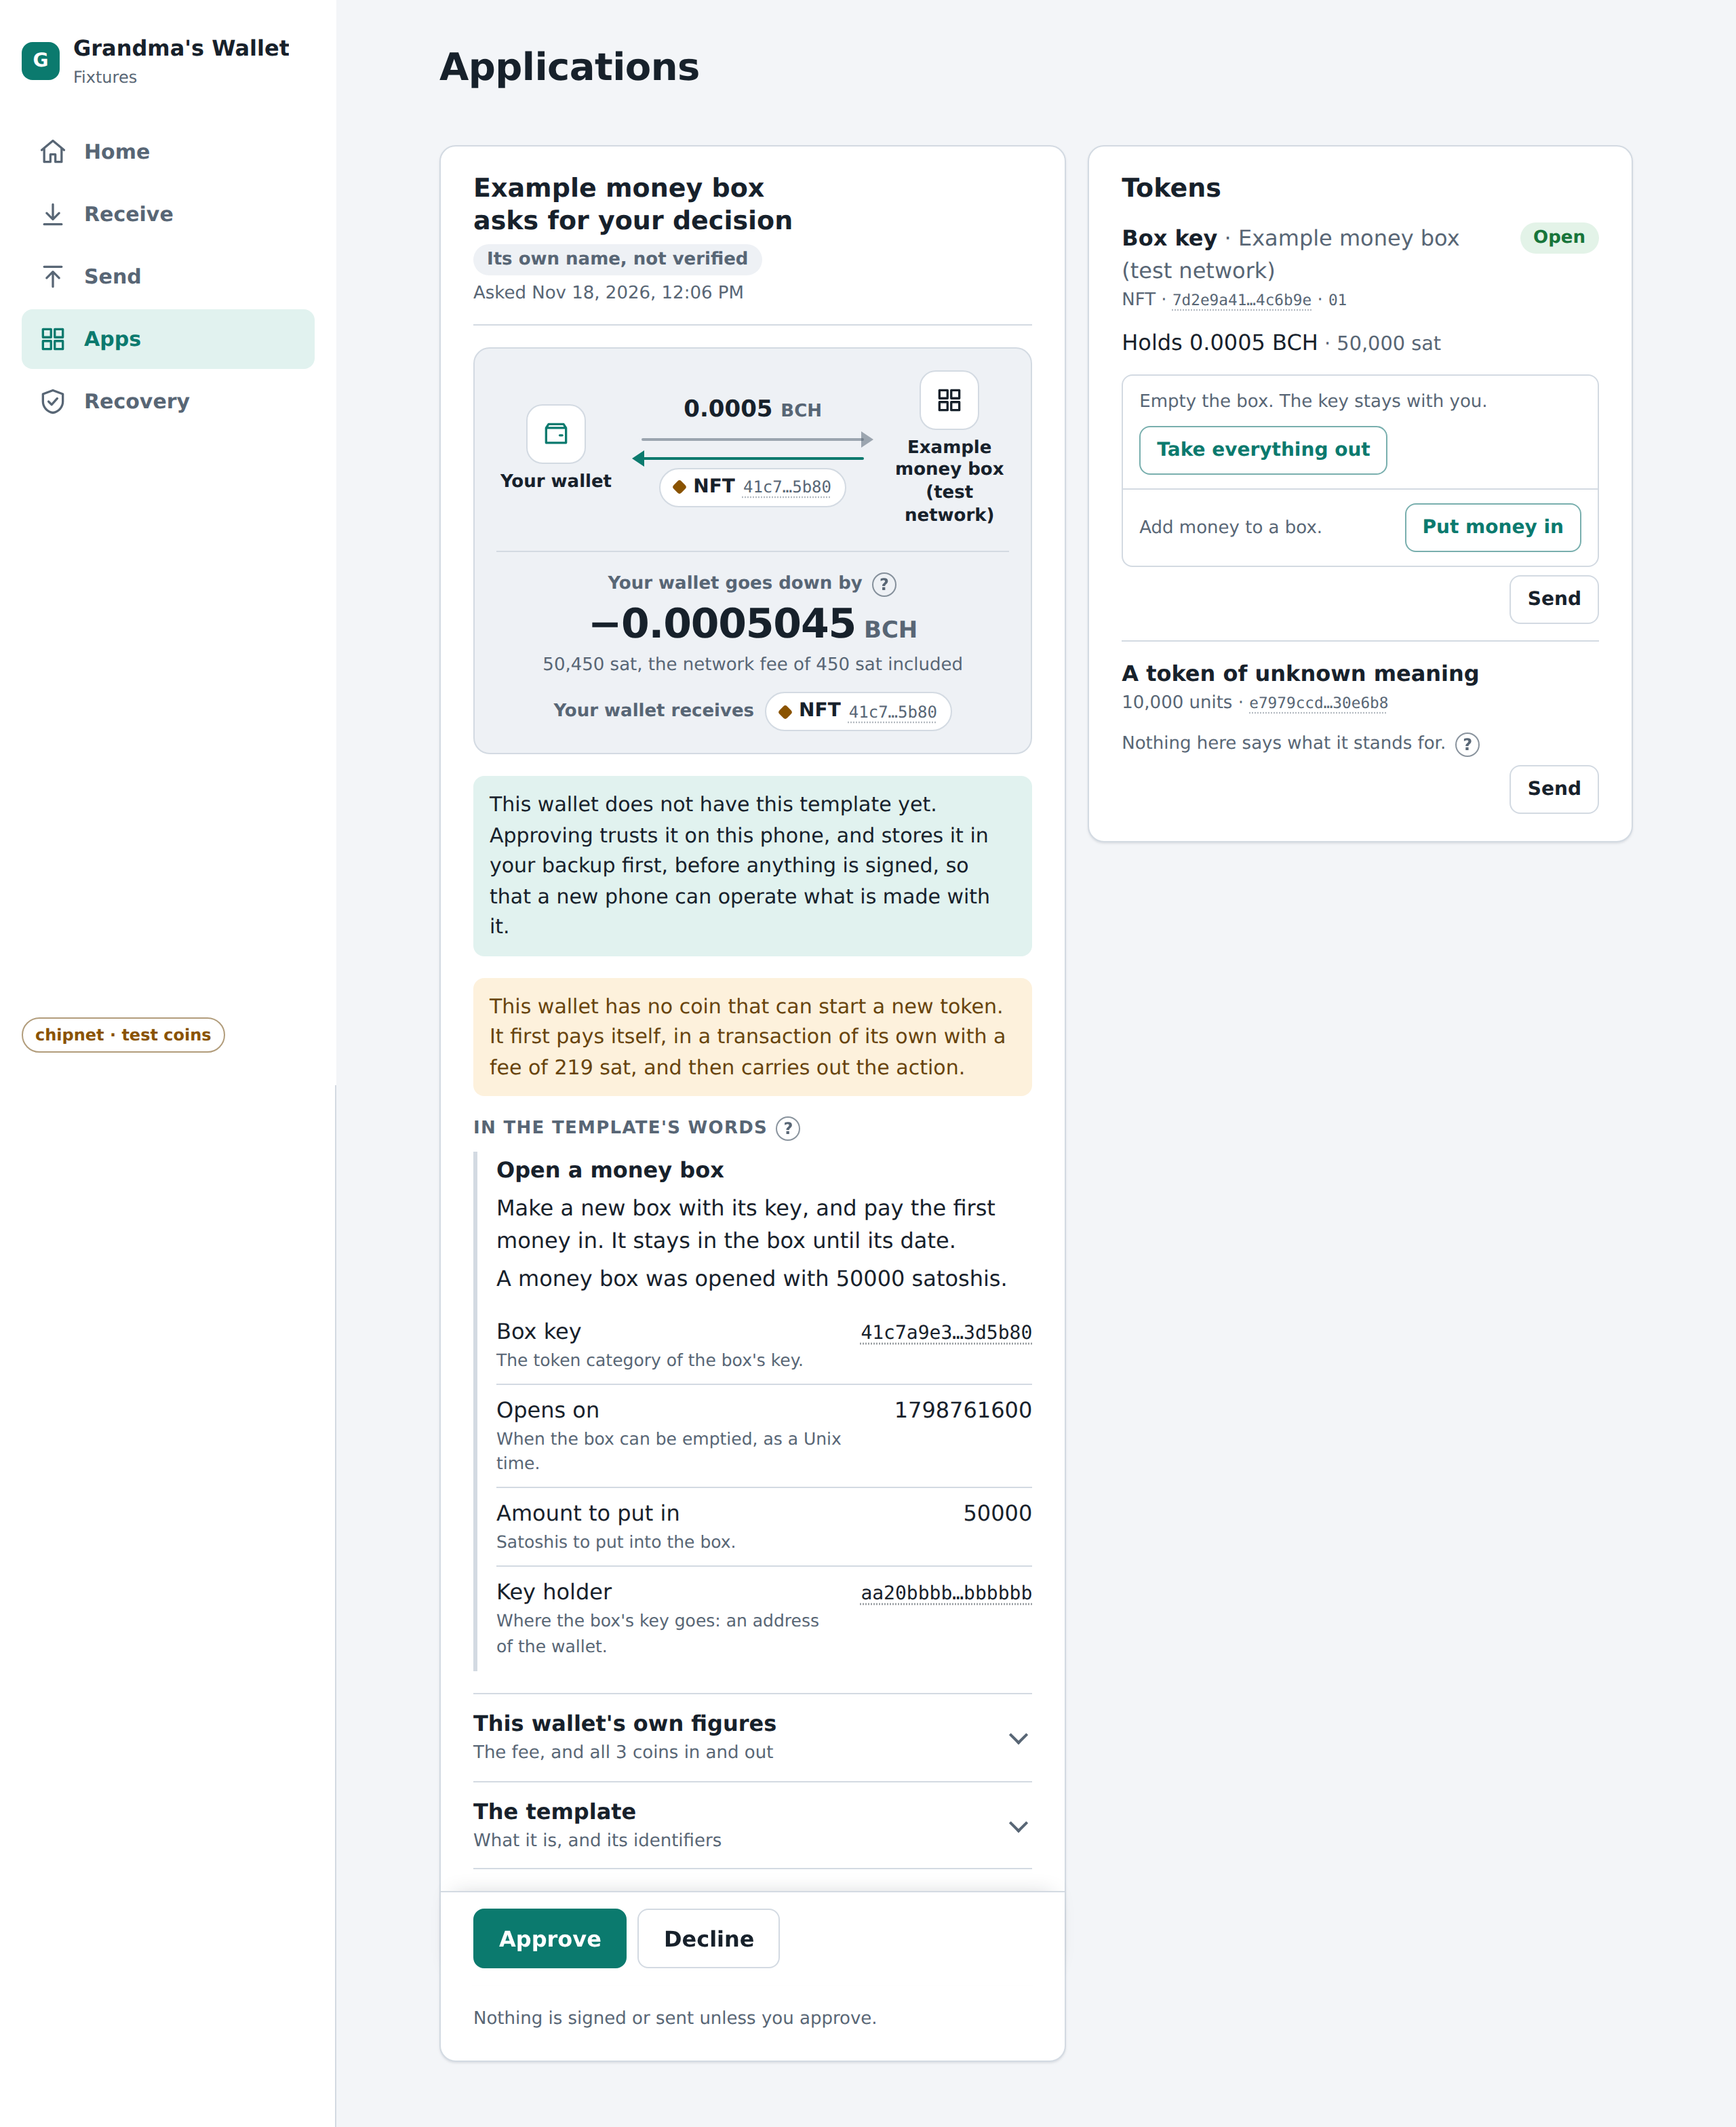 G
Grandma's Wallet
Fixtures
Home
Receive
Send
Apps
Recovery
chipnet · test coins
Applications
Example money box
asks for your decision
Its own name, not verified
Asked Nov 18, 2026, 12:06 PM
Your wallet
0.0005 BCH
NFT 41c7…5b80
Example
money box
(test
network)
Your wallet goes down by ?
−0.0005045 BCH
50,450 sat, the network fee of 450 sat included
Your wallet receives NFT 41c7…5b80
This wallet does not have this template yet.
Approving trusts it on this phone, and stores it in
your backup first, before anything is signed, so
that a new phone can operate what is made with
it.
This wallet has no coin that can start a new token.
It first pays itself, in a transaction of its own with a
fee of 219 sat, and then carries out the action.
IN THE TEMPLATE'S WORDS ?
Open a money box
Make a new box with its key, and pay the first
money in. It stays in the box until its date.
A money box was opened with 50000 satoshis.
Box key 41c7a9e3…3d5b80
The token category of the box's key.
Opens on 1798761600
When the box can be emptied, as a Unix
time.
Amount to put in 50000
Satoshis to put into the box.
Key holder aa20bbbb…bbbbbb
Where the box's key goes: an address
of the wallet.
This wallet's own figures
The fee, and all 3 coins in and out
The template
What it is, and its identifiers
Approve Decline
Nothing is signed or sent unless you approve.
Tokens
Box key · Example money box Open
(test network)
NFT · 7d2e9a41…4c6b9e · 01
Holds 0.0005 BCH · 50,000 sat
Empty the box. The key stays with you.
Take everything out
Add money to a box. Put money in
Send
A token of unknown meaning
10,000 units · e7979ccd…30e6b8
Nothing here says what it stands for. ?
Send